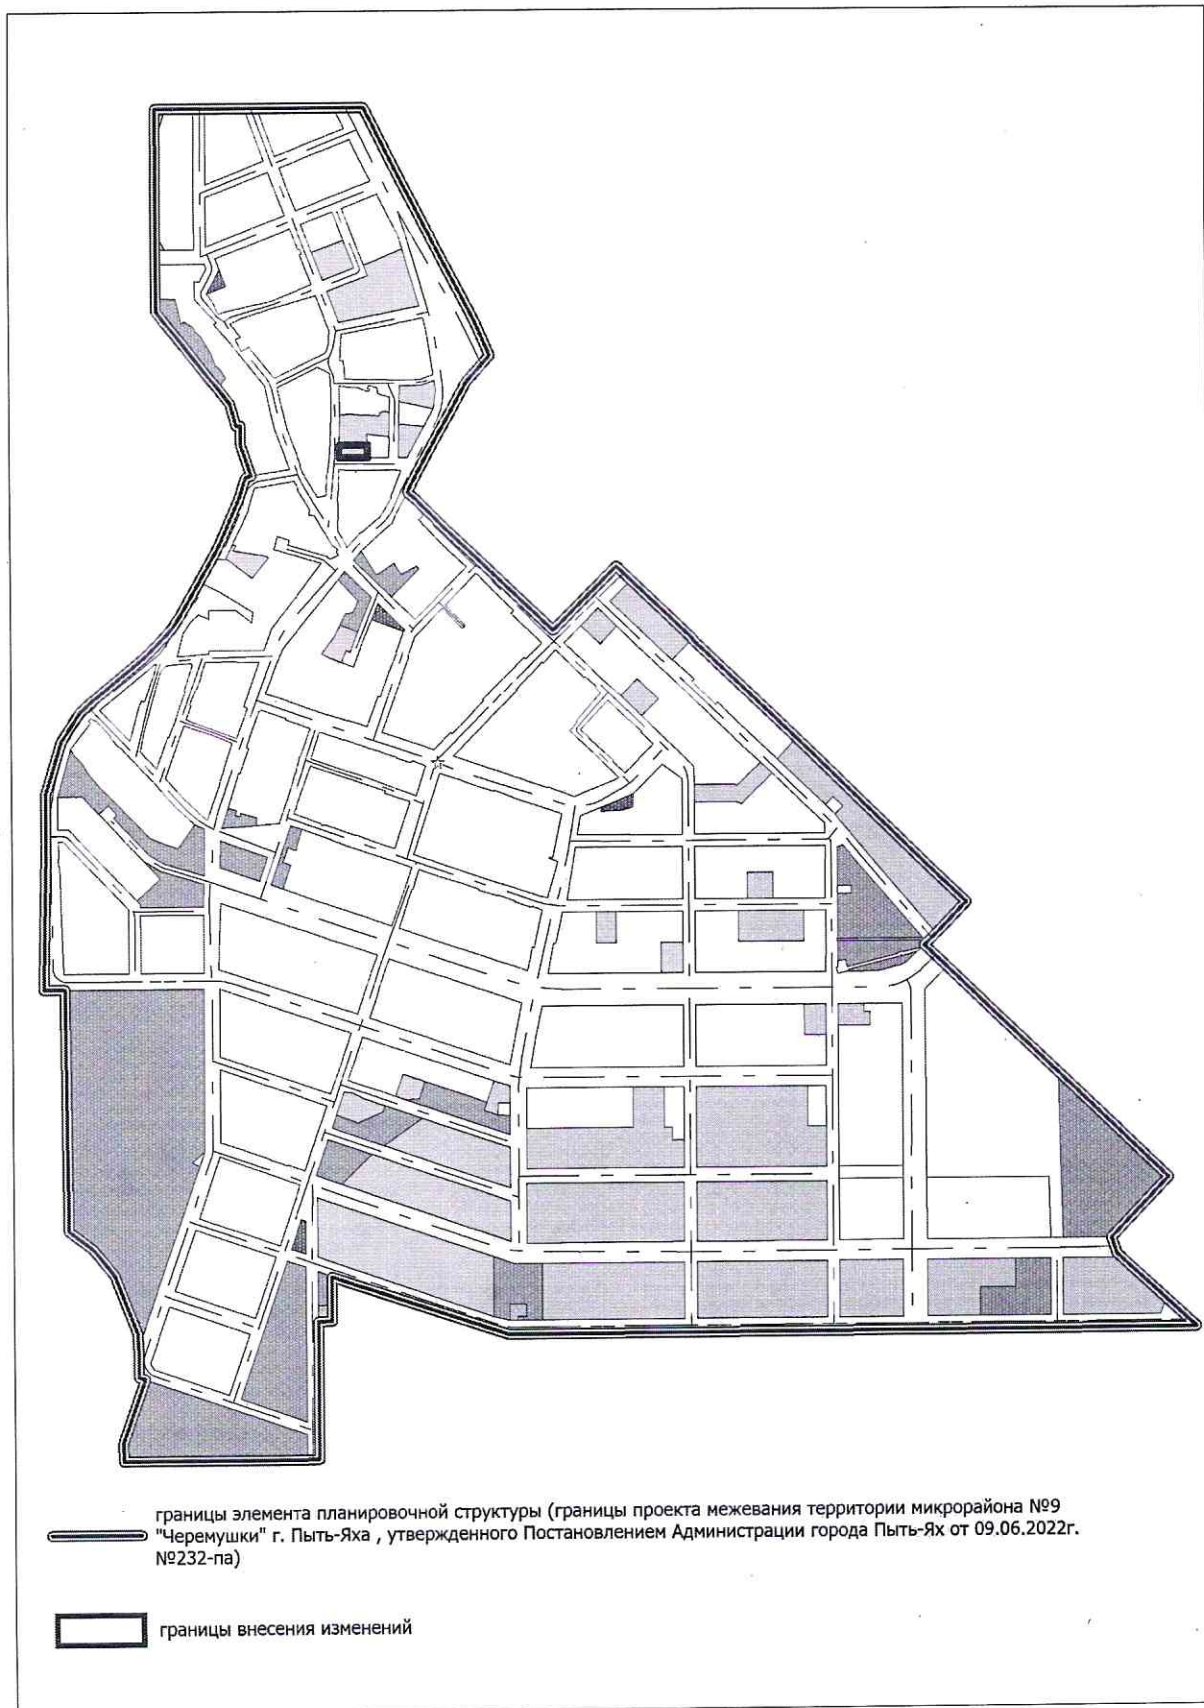 границы элемента планировочной структуры (границы проекта межевания территории микрорайона №9
"Черемушки" г. Пыть-Яха , утвержденного Постановлением Администрации города Пыть-Ях от 09.06.2022г.
№232-па)
границы внесения изменений